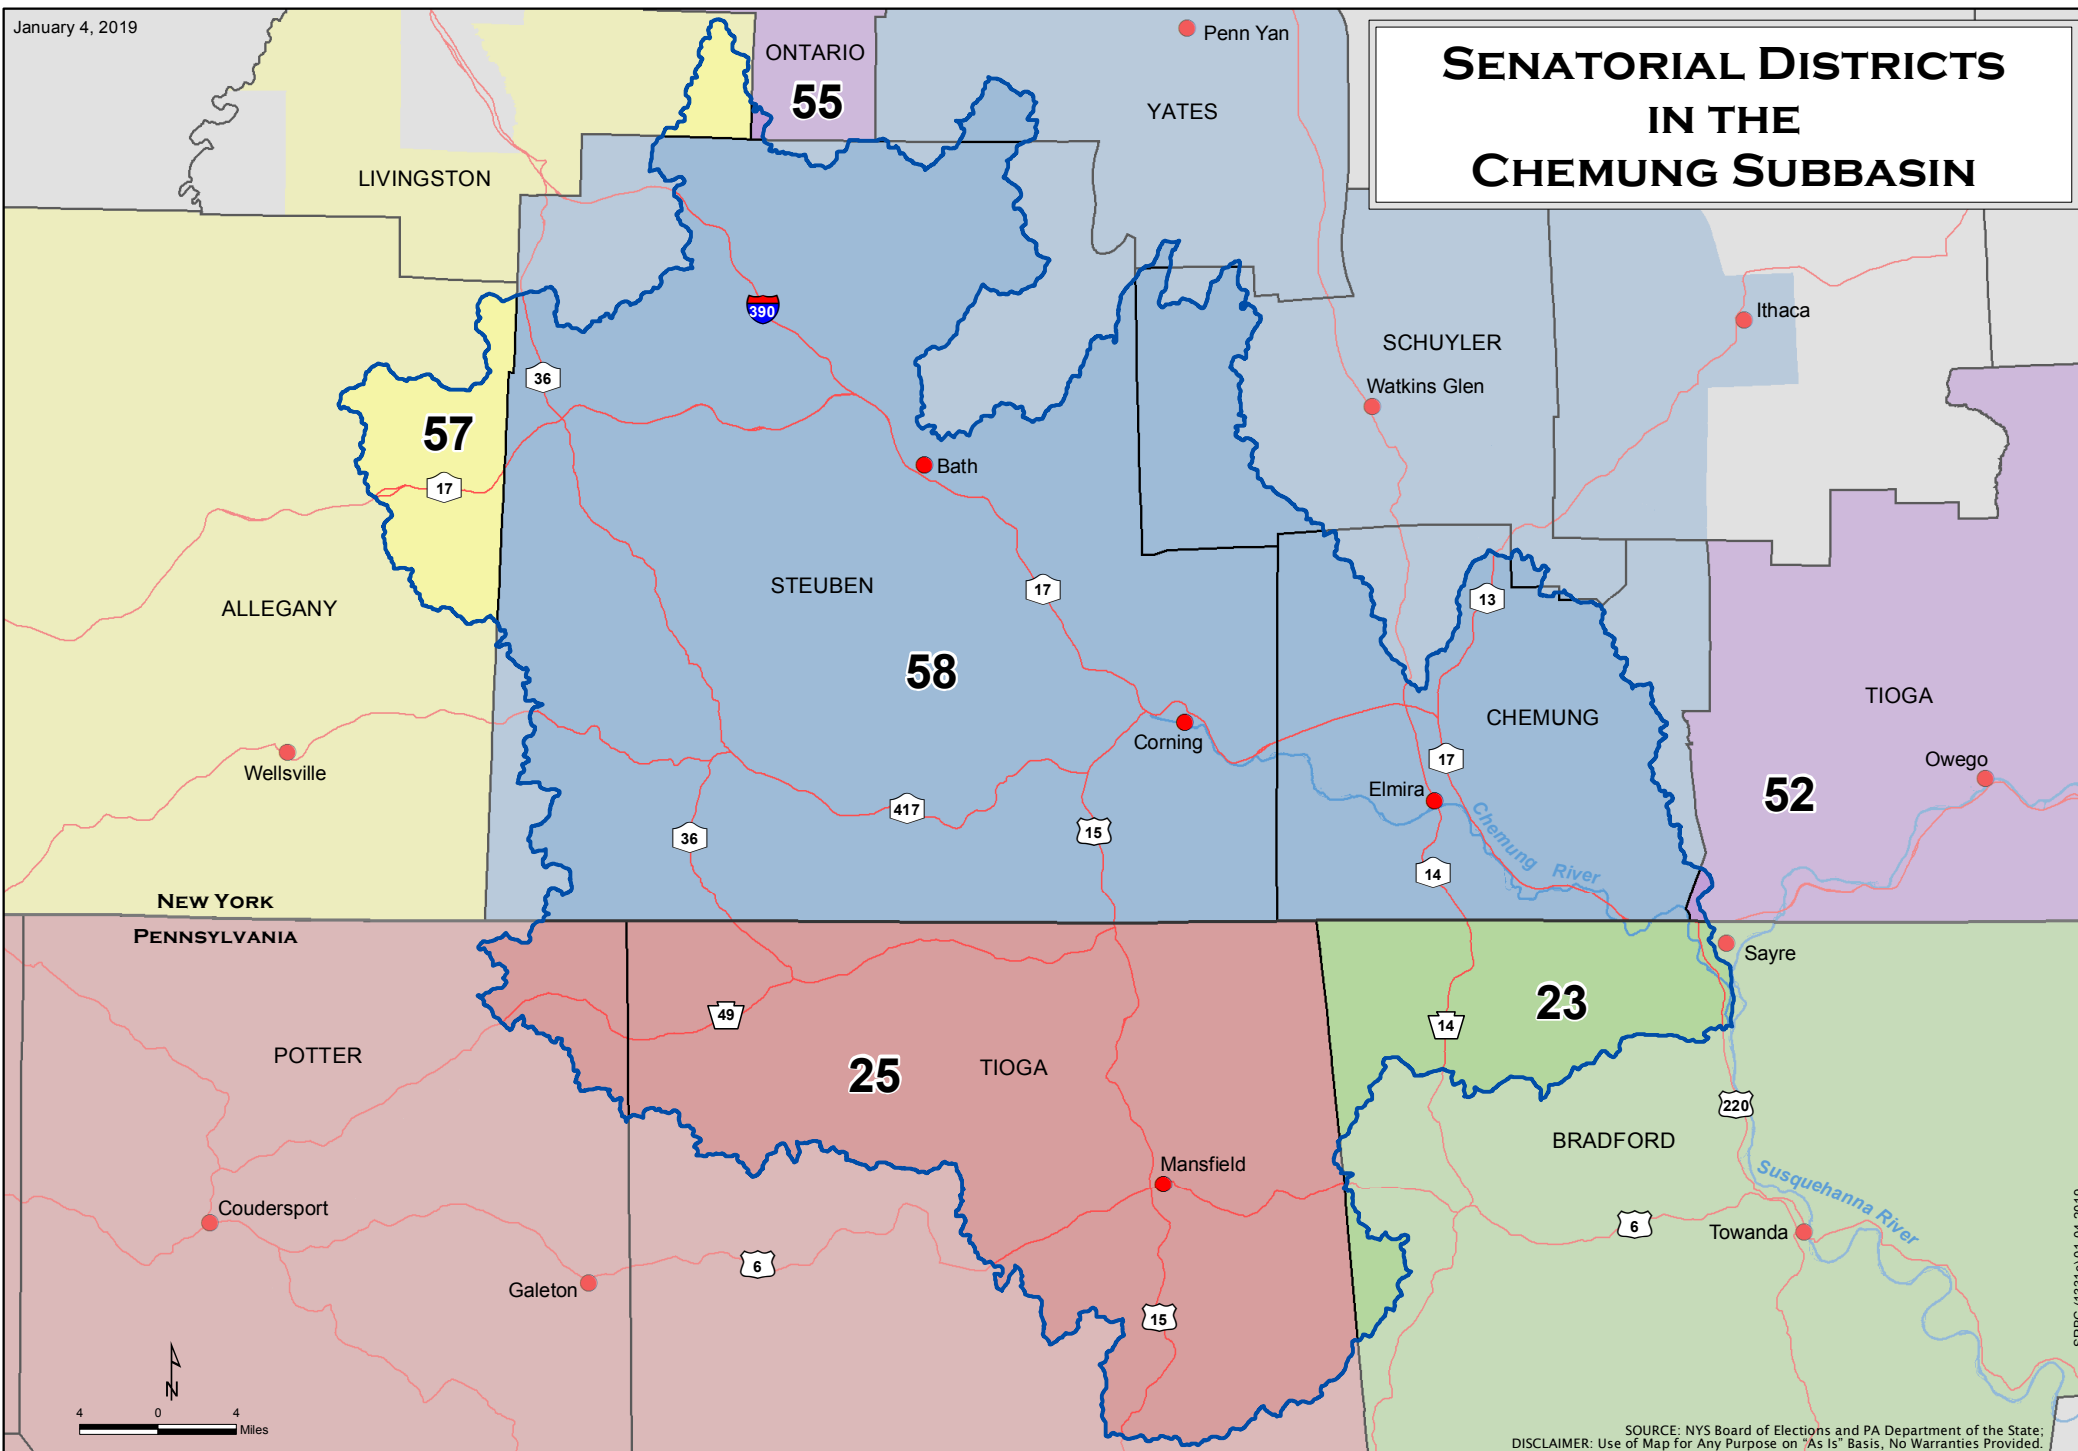 January 4, 2019
SENATORIAL DISTRICTS
IN THE
CHEMUNG SUBBASIN
Penn Yan
ONTARIO
55
YATES
LIVINGSTON
390
Ithaca
SCHUYLER
36
Watkins Glen
57
Bath
17
STEUBEN
17
13
ALLEGANY
58
TIOGA
CHEMUNG
Corning
17
Owego
Wellsville
Elmira
52
417
15
36
Chemung River
14
NEW YORK
PENNSYLVANIA
Sayre
23
49
14
POTTER
25
TIOGA
220
BRADFORD
Mansfield
Susquehanna River
Coudersport
6
Towanda
6
Galeton
15
N
4 0 4
Miles
SOURCE: NYS Board of Elections and PA Department of the State;
DISCLAIMER: Use of Map for Any Purpose on "As Is" Basis, No Warranties Provided.